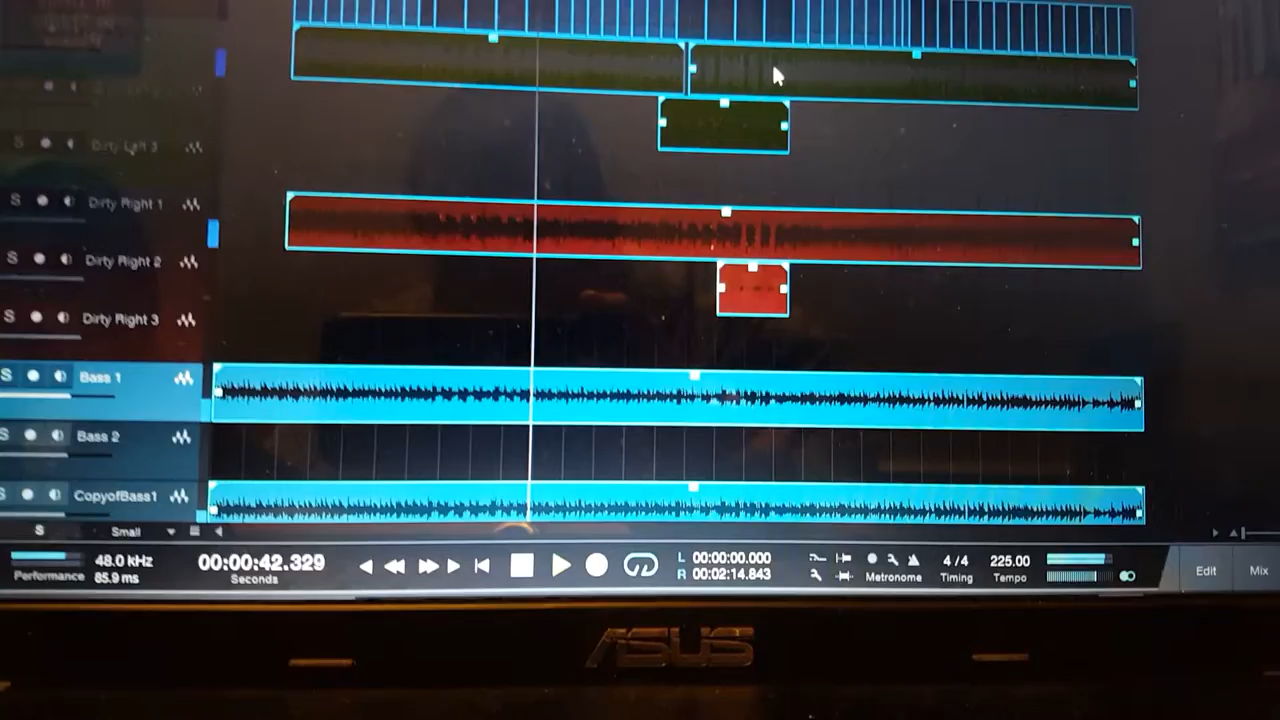 Dirty Left 3
S Dirty Right 1
S Dirty Right 2
S Dirty Right 3
S Bass 1
S Bass 2
S CopyofBass1
S Small
Performance
48.0 kHz
85.9 ms
00:00:42.329
Seconds
L 00:00:00.000
R 00:02:14.843
Metronome
4 / 4
Timing
225.00
Tempo
Edit
Mix
ASUS